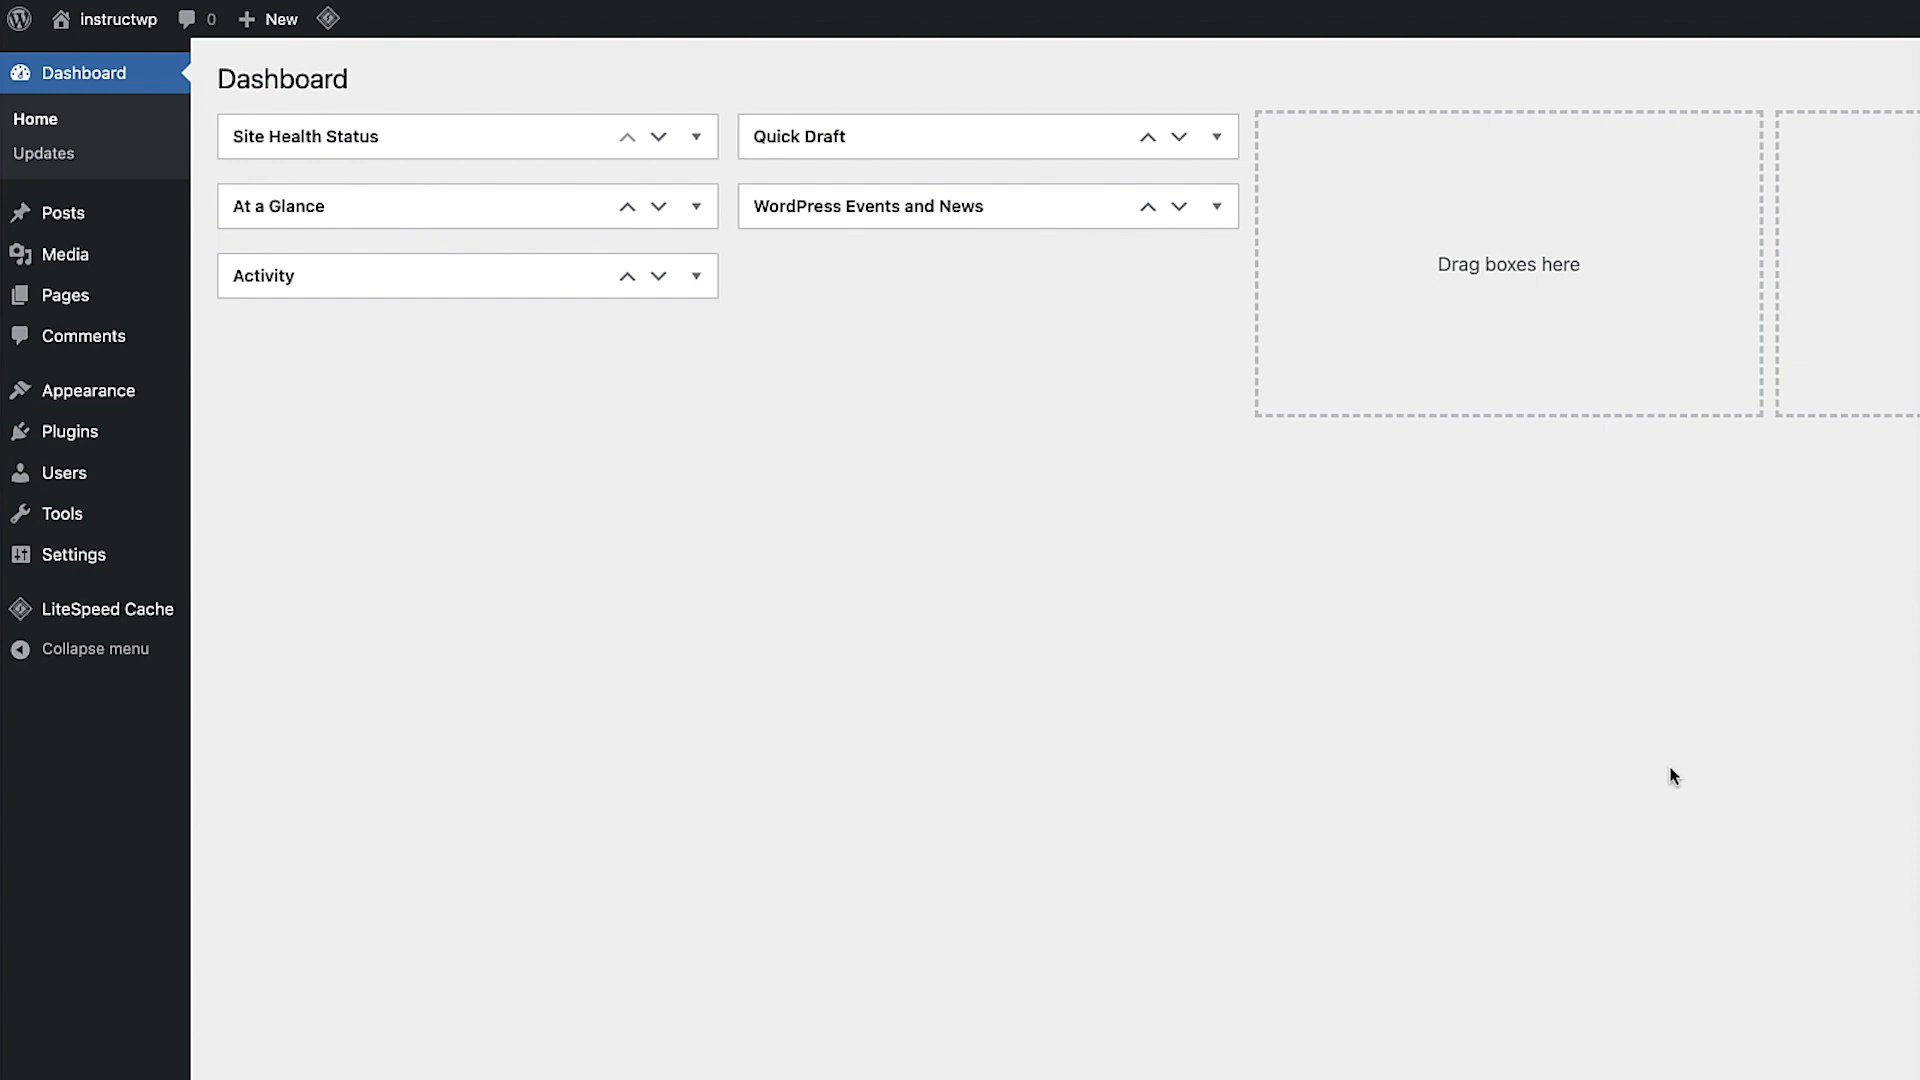 instructwp 0 New
Dashboard
Home
Updates
Posts
Media
Pages
Comments
Appearance
Plugins
Users
Tools
Settings
LiteSpeed Cache
Collapse menu
Dashboard
Site Health Status
At a Glance
Activity
Quick Draft
WordPress Events and News
Drag boxes here